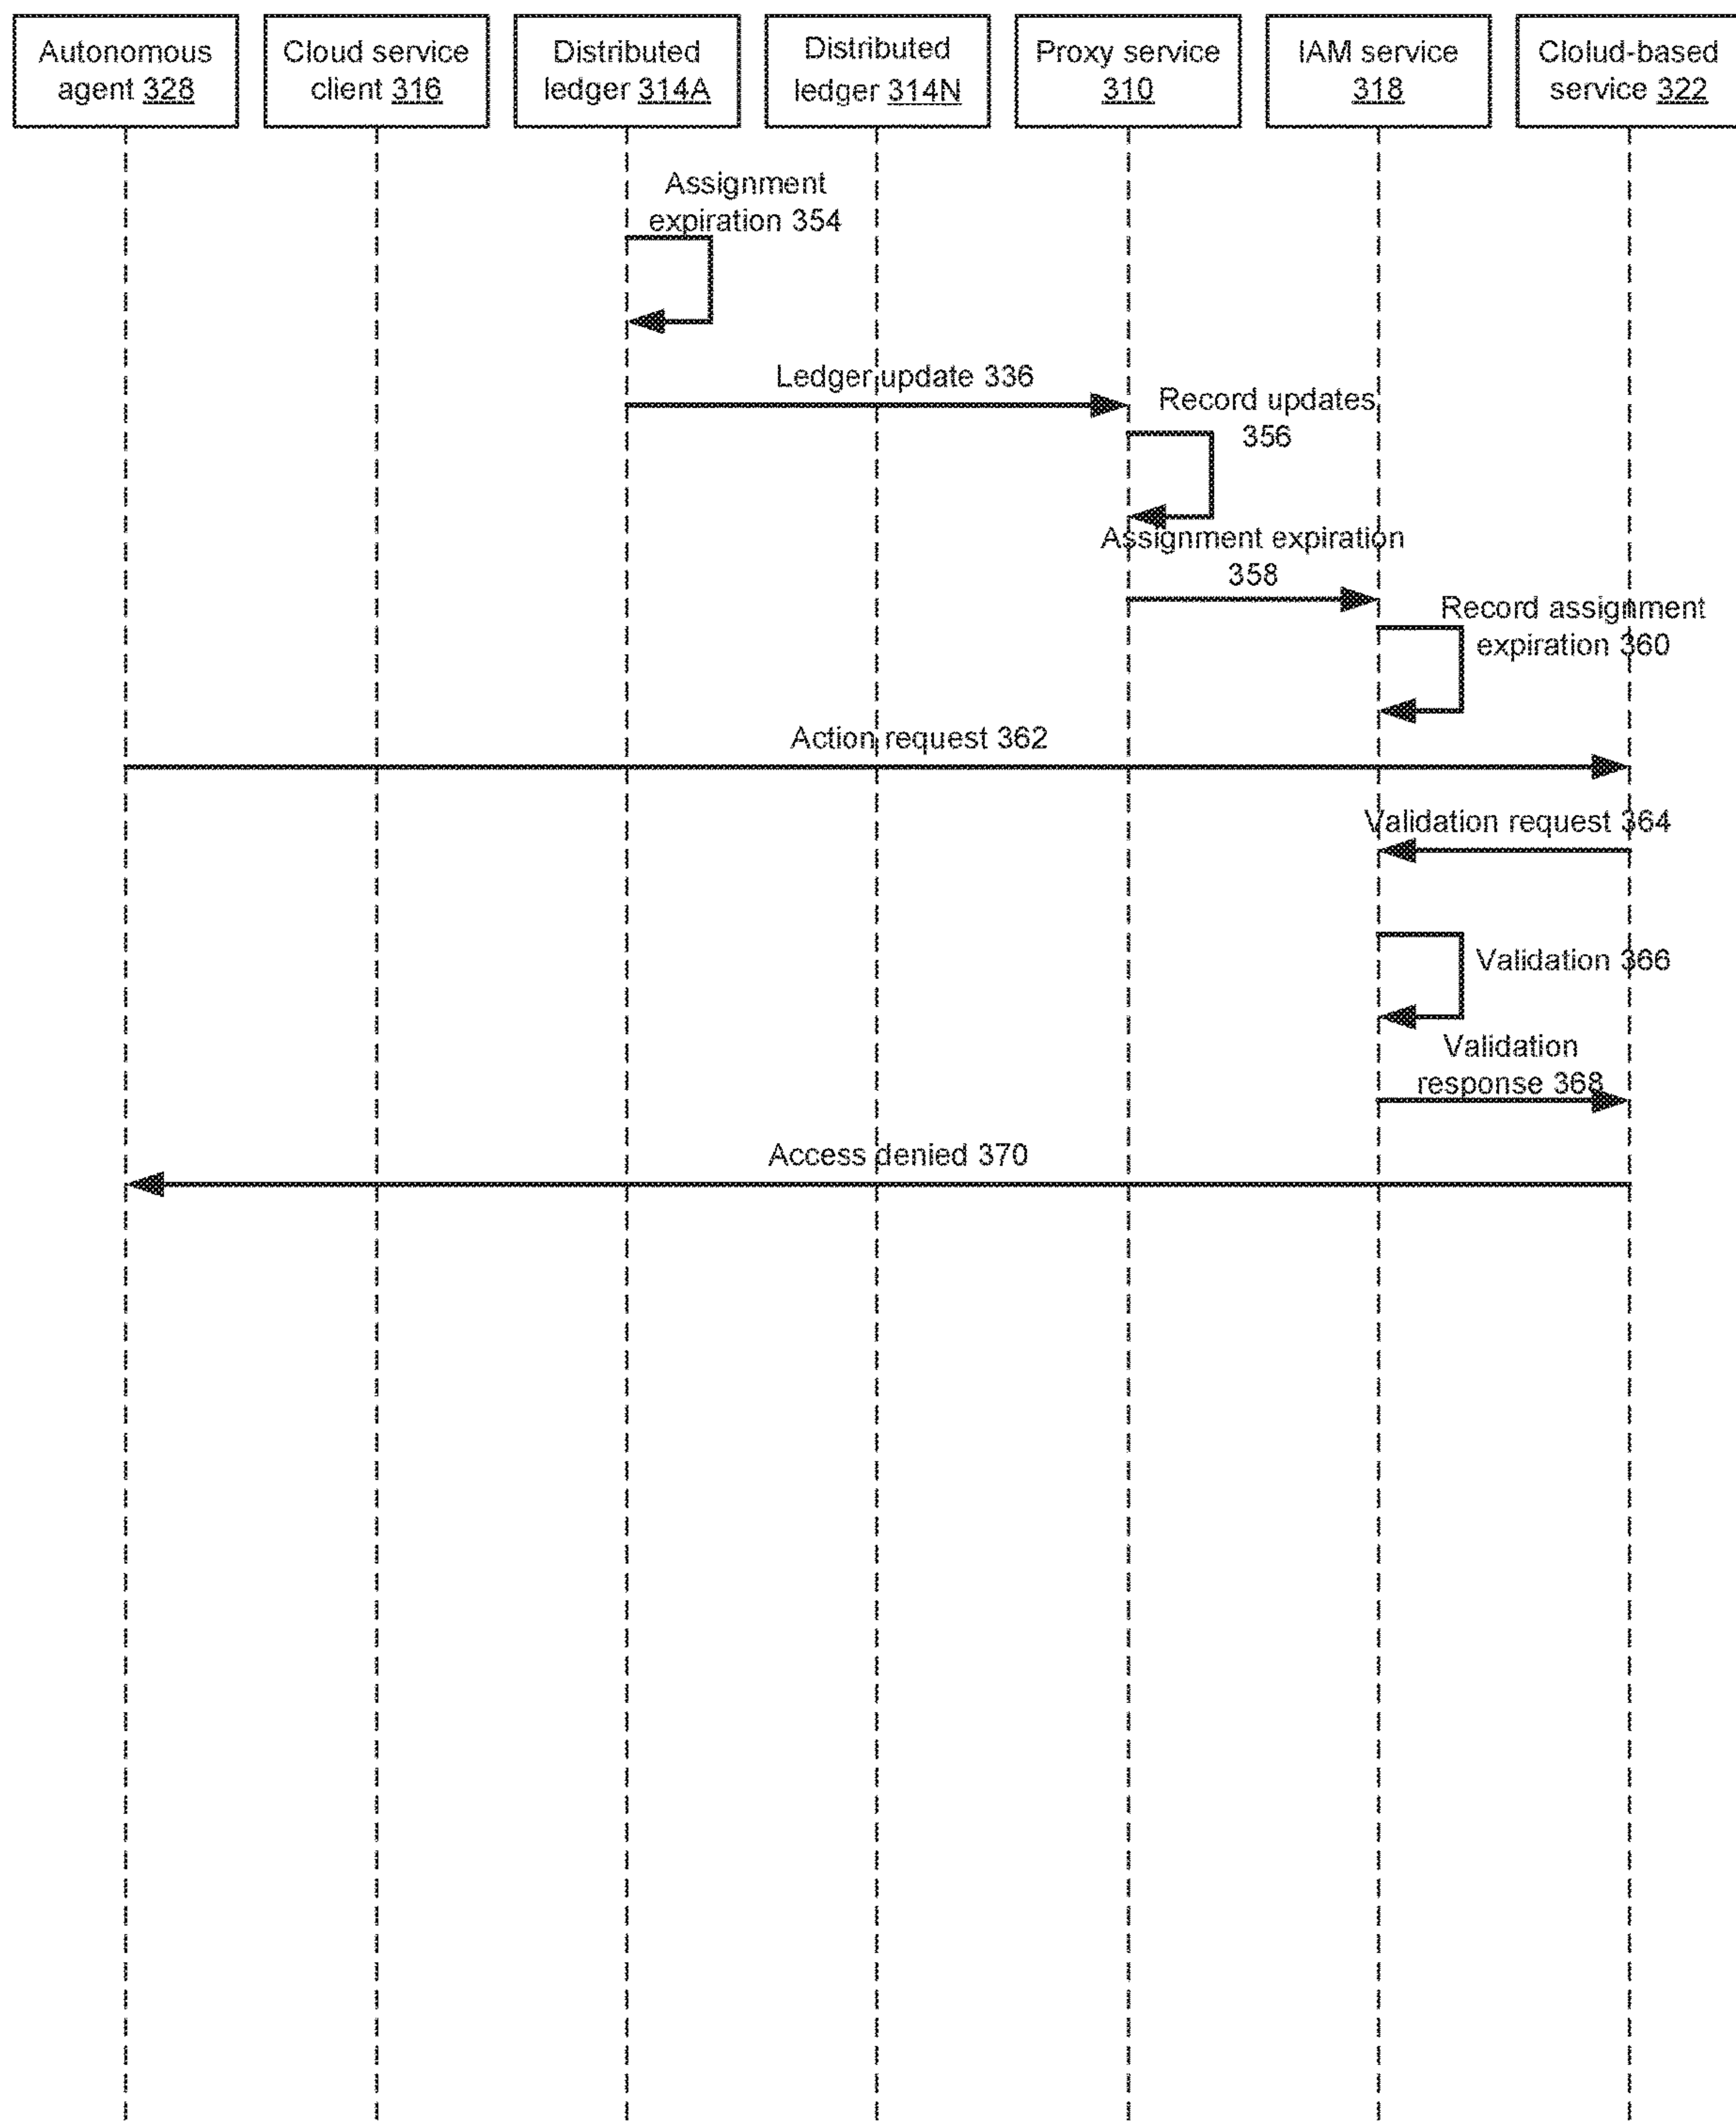 Autonomous
agent 328
Cloud service
client 316
Distributed
ledger 314A
Distributed
ledger 314N
Proxy service
310
IAM service
318
Clolud-based
service 322
Assignment
expiration 354
Ledger update 336
Record updates
356
Assignment expiration
358
Record assignment
expiration 360
Action request 362
Validation request 364
Validation 366
Validation
response 368
Access denied 370